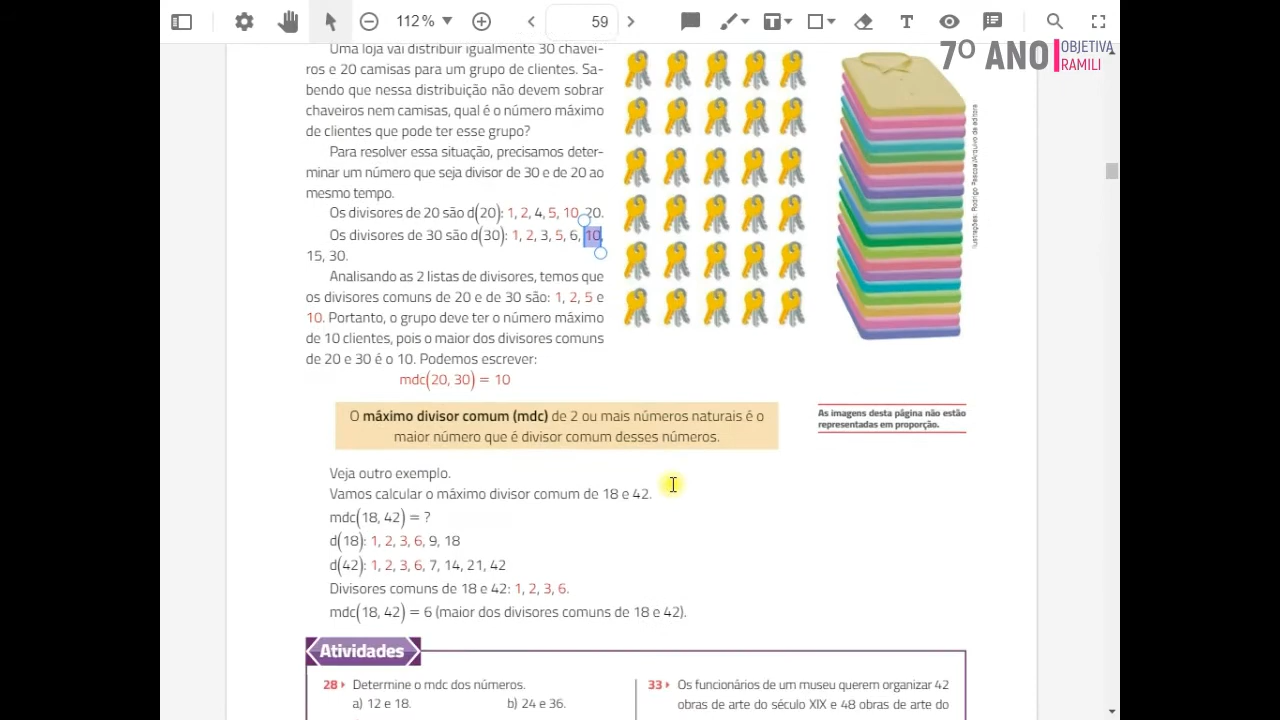 112%
59
7º ANO
OBJETIVA
RAMILI
Uma loja vai distribuir igualmente 30 chavei-
ros e 20 camisas para um grupo de clientes. Sa-
bendo que nessa distribuição não devem sobrar
chaveiros nem camisas, qual é o número máximo
de clientes que pode ter esse grupo?
Para resolver essa situação, precisamos deter-
minar um número que seja divisor de 30 e de 20 ao
mesmo tempo.
Os divisores de 20 são d(20): 1, 2, 4, 5, 10, 20.
Os divisores de 30 são d(30): 1, 2, 3, 5, 6, 10,
15, 30.
Analisando as 2 listas de divisores, temos que
os divisores comuns de 20 e de 30 são: 1, 2, 5 e
10. Portanto, o grupo deve ter o número máximo
de 10 clientes, pois o maior dos divisores comuns
de 20 e 30 é o 10. Podemos escrever:
mdc(20, 30) = 10
Ilustrações: Rodrigo Pascoal/Arquivo da editora
O máximo divisor comum (mdc) de 2 ou mais números naturais é o
maior número que é divisor comum desses números.
As imagens desta página não estão
representadas em proporção.
Veja outro exemplo.
Vamos calcular o máximo divisor comum de 18 e 42.
mdc(18, 42) = ?
d(18): 1, 2, 3, 6, 9, 18
d(42): 1, 2, 3, 6, 7, 14, 21, 42
Divisores comuns de 18 e 42: 1, 2, 3, 6.
mdc(18, 42) = 6 (maior dos divisores comuns de 18 e 42).
Atividades
28 Determine o mdc dos números.
a) 12 e 18. b) 24 e 36.
33 Os funcionários de um museu querem organizar 42
obras de arte do século XIX e 48 obras de arte do